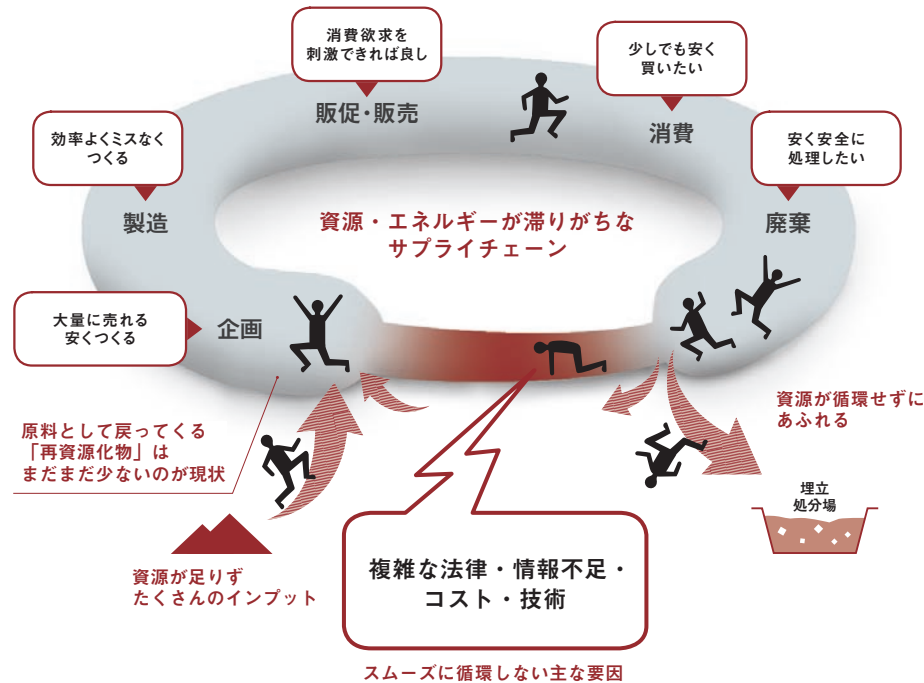 消費欲求を
刺激できれば良し
少しでも安く
買いたい
販促・販売
消費
効率よくミスなく
つくる
安く安全に
処理したい
製造
廃棄
資源・エネルギーが滞りがちな
サプライチェーン
大量に売れる
安くつくる
企画
原料として戻ってくる
「再資源化物」は
まだまだ少ないのが現状
資源が循環せずに
あふれる
埋立
処分場
資源が足りず
たくさんのインプット
複雑な法律・情報不足・
コスト・技術
スムーズに循環しない主な要因